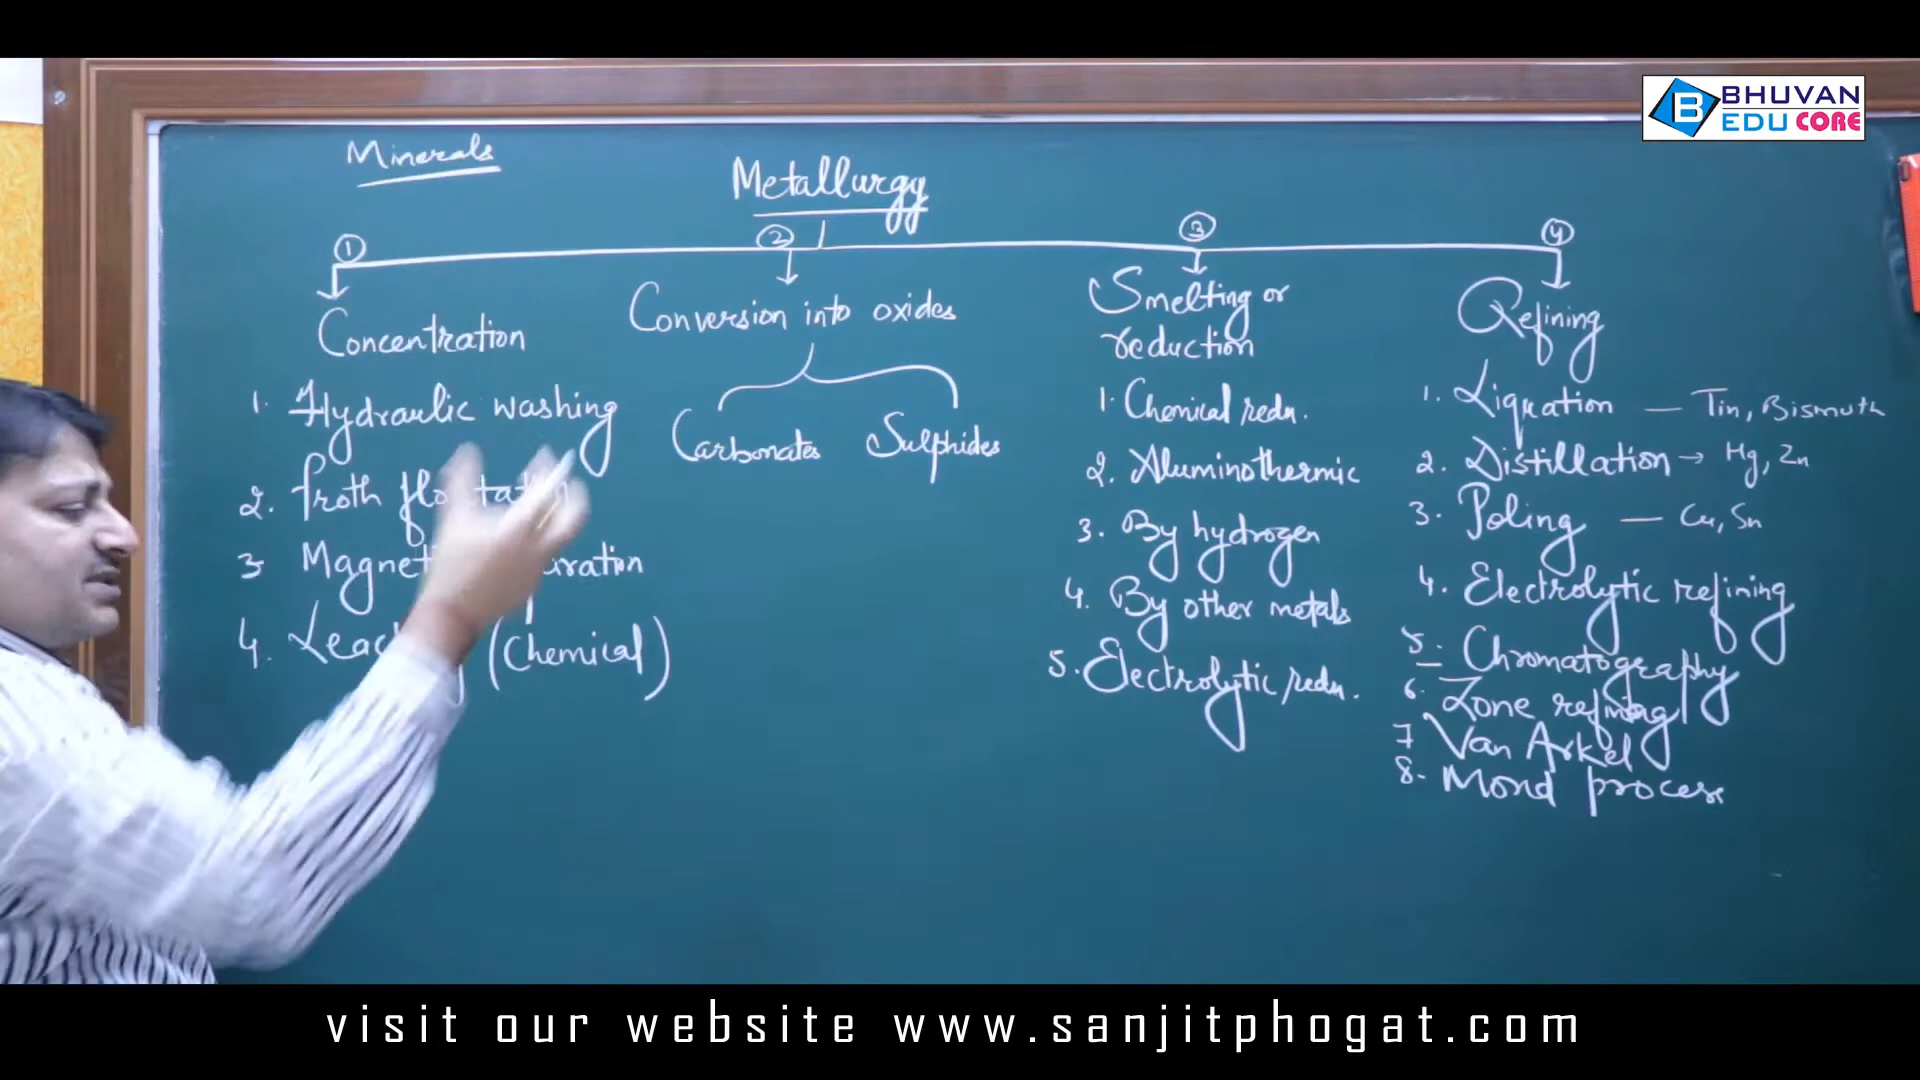 BHUVAN
EDU CORE
Minerals
Metallurgy
1 2 3 4
Concentration
1. Hydraulic washing
2. Froth
3
4.
(Chemical)
Conversion into oxides
Carbonates Sulphides
Smelting or
reduction
1. Chemical redn.
2. Aluminothermic
3. By hydrogen
4. By other metals
5. Electrolytic redn.
Refining
1. Liquation — Tin, Bismuth
2. Distillation → Hg, Zn
3. Poling — Cu, Sn
4. Electrolytic refining
5. Chromatography
6. Zone refining
7 Van Arkel
8. Mond process
visit our website www.sanjitphogat.com